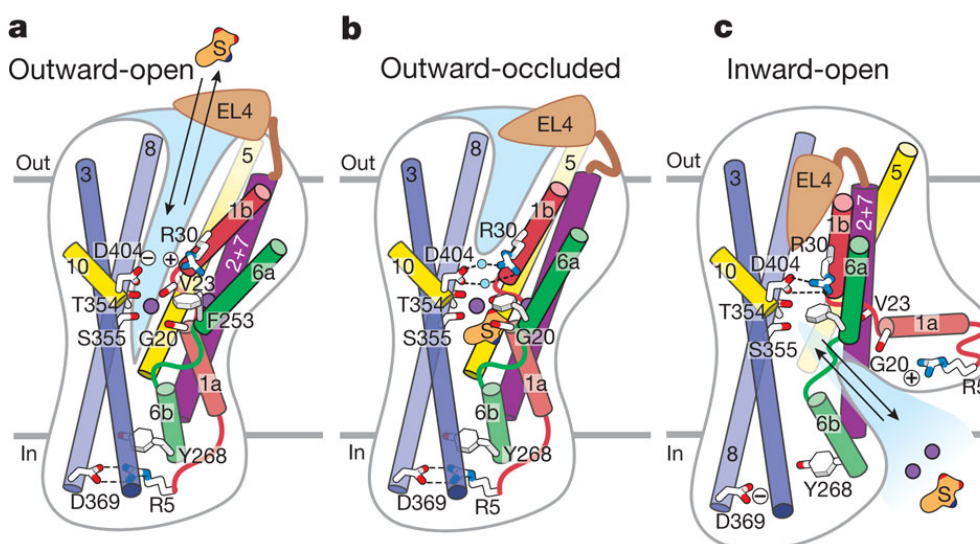 a
Outward-open
S
EL4
Out
3
8
5
1b
R30
D404
− +
2+7
6a
10
V23
T354
F253
S355
G20
1a
6b
In
Y268
D369
R5
b
Outward-occluded
EL4
Out
3
8
5
1b
R30
D404
2+7
6a
10
T354
S355
S
G20
1a
6b
In
Y268
D369
R5
c
Inward-open
Out
3
EL4
5
1b
2+7
R30
D404
6a
10
T354
V23
S355
1a
G20
+
R5
6b
In
8
Y268
S
D369
−